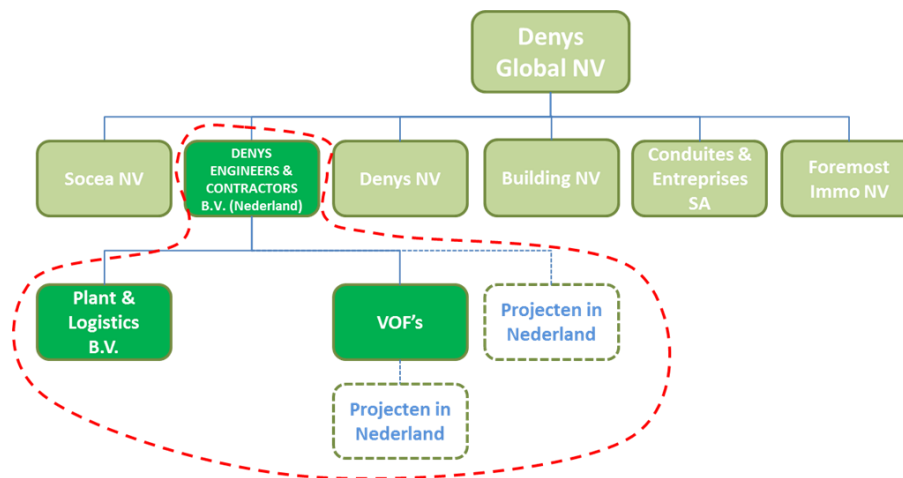 Denys
Global NV
Socea NV
DENYS
ENGINEERS &
CONTRACTORS
B.V. (Nederland)
Denys NV
Building NV
Conduites &
Entreprises
SA
Foremost
Immo NV
Plant &
Logistics
B.V.
VOF's
Projecten in
Nederland
Projecten in
Nederland